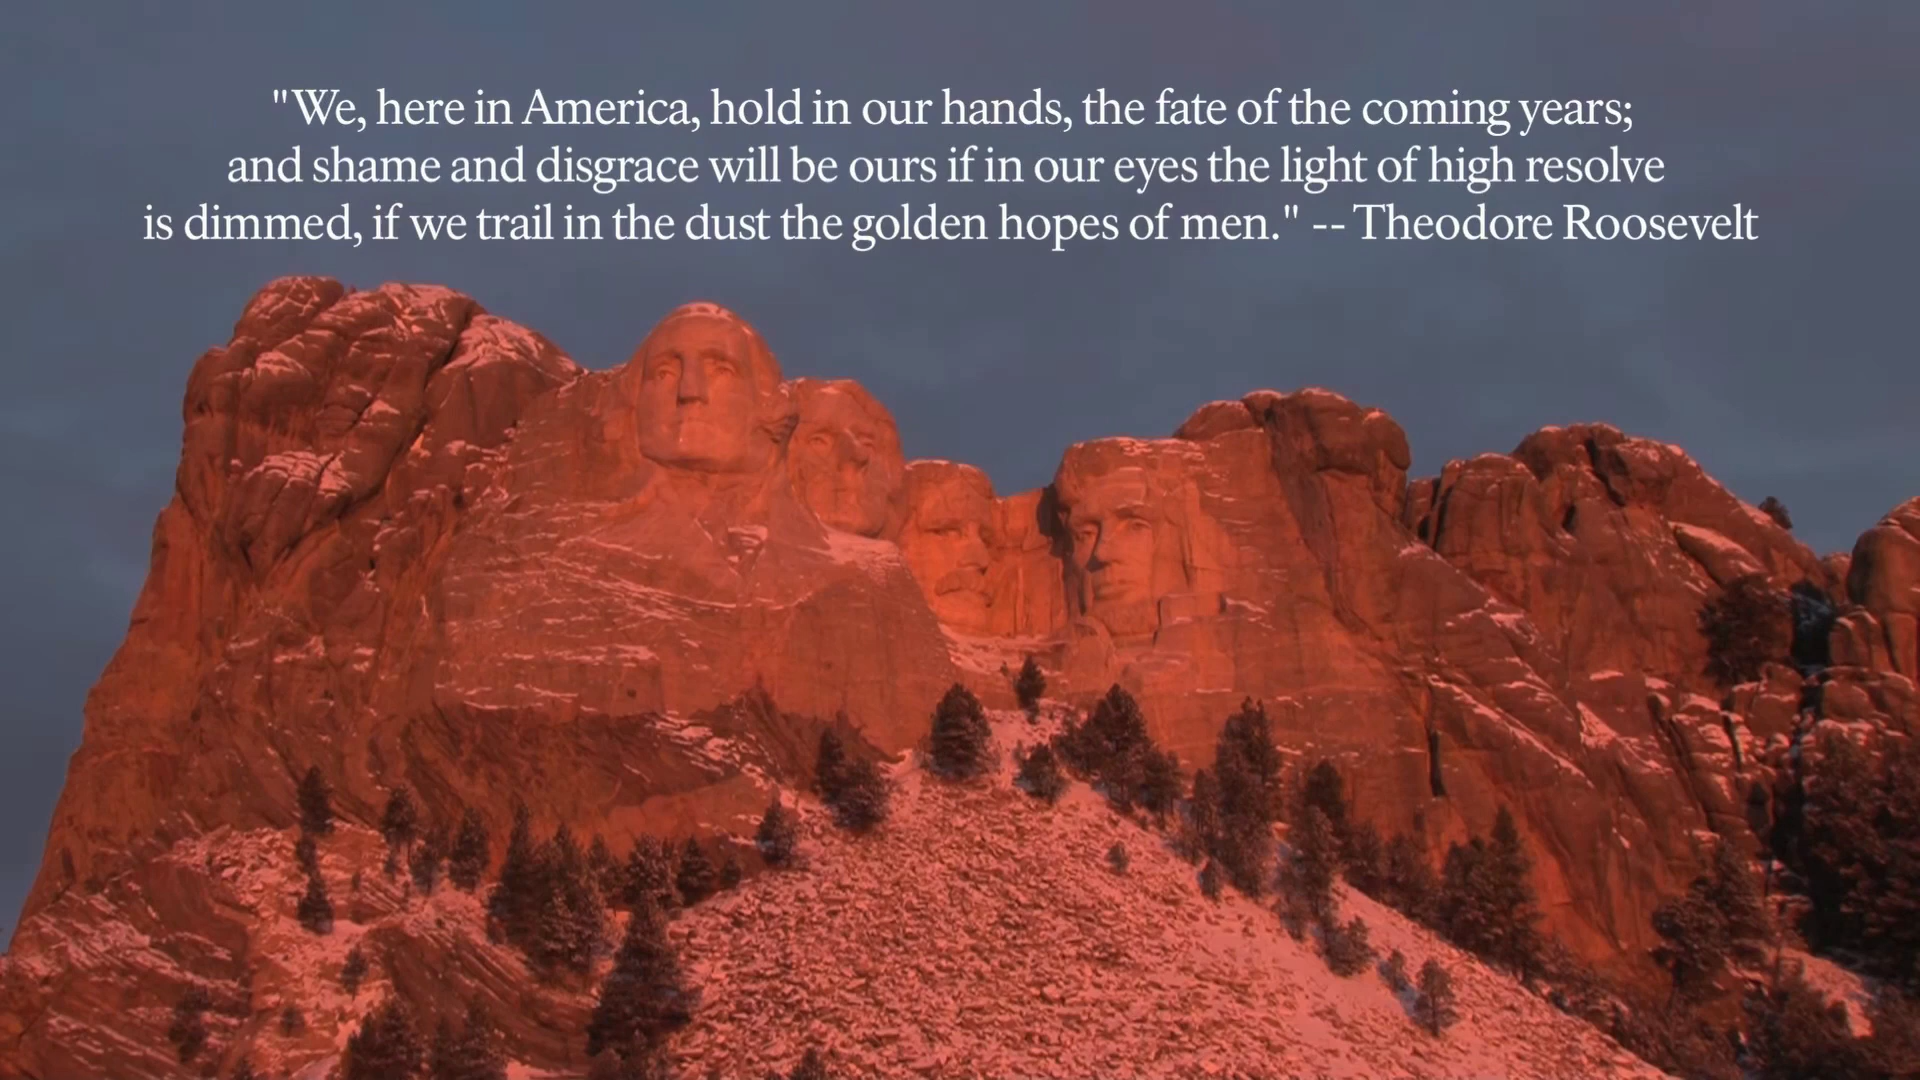 "We, here in America, hold in our hands, the fate of the coming years;
and shame and disgrace will be ours if in our eyes the light of high resolve
is dimmed, if we trail in the dust the golden hopes of men." -- Theodore Roosevelt